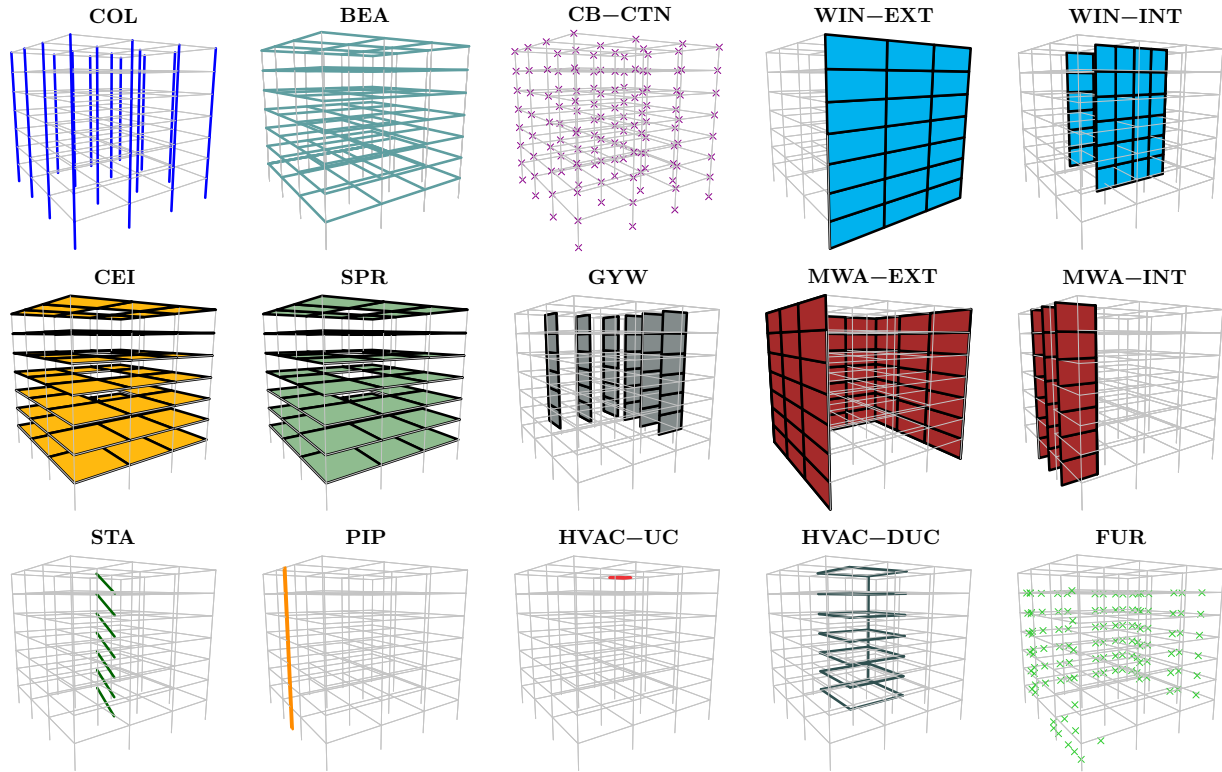 COL
BEA
CB−CTN
WIN−EXT
WIN−INT
CEI
SPR
GYW
MWA−EXT
MWA−INT
STA
PIP
HVAC−UC
HVAC−DUC
FUR